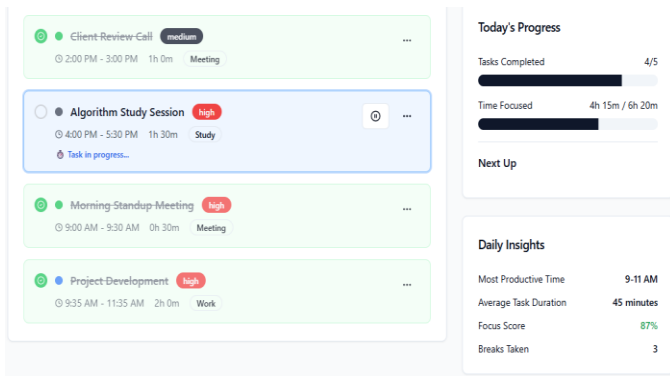 Client Review Call medium
2:00 PM - 3:00 PM 1h 0m Meeting
Algorithm Study Session high
4:00 PM - 5:30 PM 1h 30m Study
Task in progress...
Morning Standup Meeting high
9:00 AM - 9:30 AM 0h 30m Meeting
Project Development high
9:35 AM - 11:35 AM 2h 0m Work
Today's Progress
Tasks Completed 4/5
Time Focused 4h 15m / 6h 20m
Next Up
Daily Insights
Most Productive Time 9-11 AM
Average Task Duration 45 minutes
Focus Score 87%
Breaks Taken 3